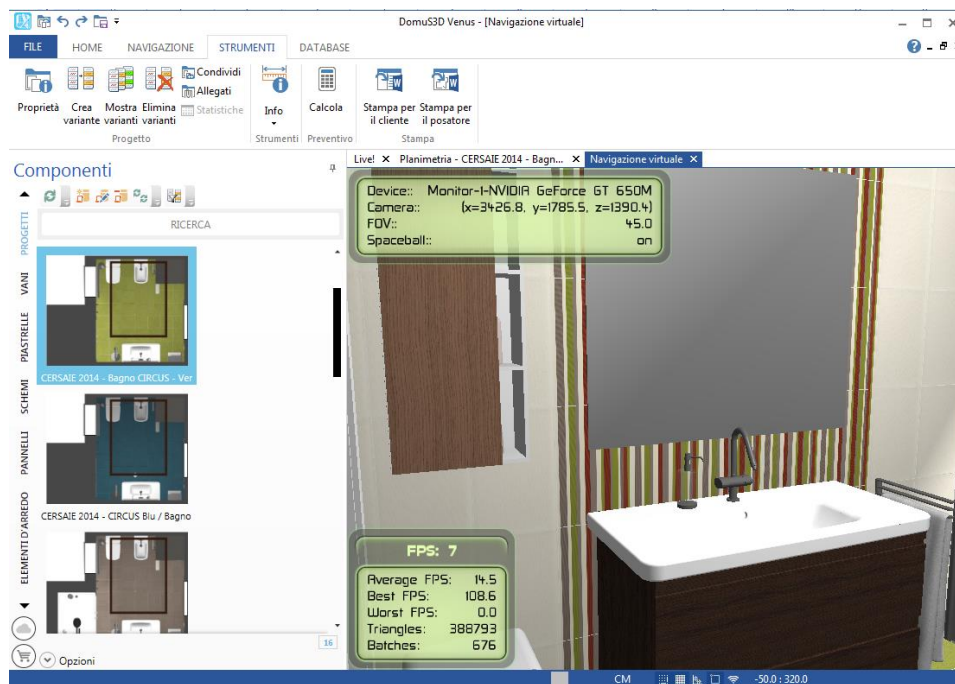 DomuS3D Venus - [Navigazione virtuale]
FILE HOME NAVIGAZIONE STRUMENTI DATABASE
Proprietà
Crea variante
Mostra varianti
Elimina varianti
Condividi
Allegati
Statistiche
Info
Calcola
Stampa per il cliente
Stampa per il posatore
Progetto Strumenti Preventivo Stampa
Componenti
Live! Planimetria - CERSAIE 2014 - Bagn... Navigazione virtuale
RICERCA
PROGETTI
VANI
PIASTRELLE
SCHEMI
PANNELLI
ELEMENTI D'ARREDO
CERSAIE 2014 - Bagno CIRCUS - Ver
CERSAIE 2014 - CIRCUS Blu / Bagno
16
Opzioni
Device:: Monitor-1-NVIDIA GeForce GT 650M
Camera:: (x=3426.8, y=1785.5, z=1390.4)
FOV:: 45.0
Spaceball:: on
FPS: 7
Average FPS: 14.5
Best FPS: 108.6
Worst FPS: 0.0
Triangles: 388793
Batches: 676
CM -50.0 : 320.0